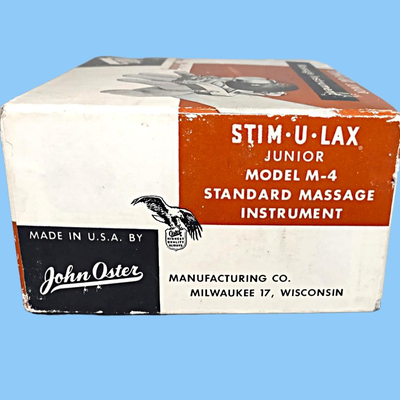 STIM·U·LAX
JUNIOR
MODEL M-4
STANDARD MASSAGE
INSTRUMENT
MADE IN U.S.A. BY
John Oster
MANUFACTURING CO.
MILWAUKEE 17, WISCONSIN